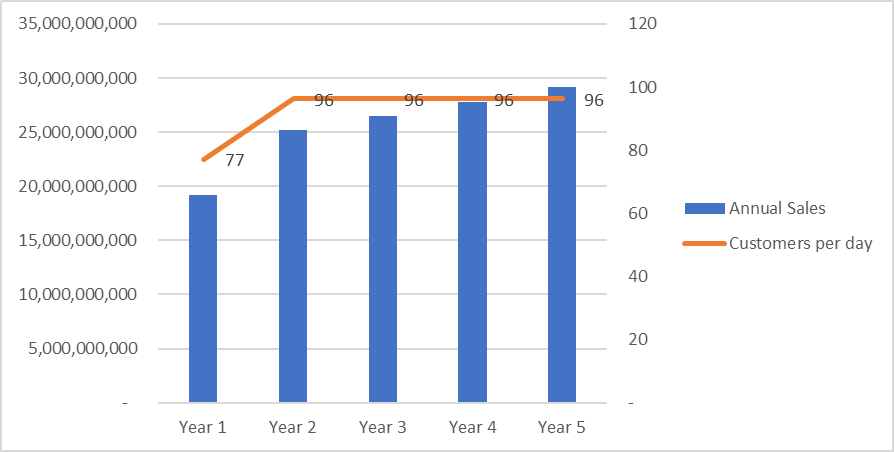 35,000,000,000
30,000,000,000
25,000,000,000
20,000,000,000
15,000,000,000
10,000,000,000
5,000,000,000
-
120
100
80
60
40
20
-
77
96
96
96
96
Year 1
Year 2
Year 3
Year 4
Year 5
Annual Sales
Customers per day